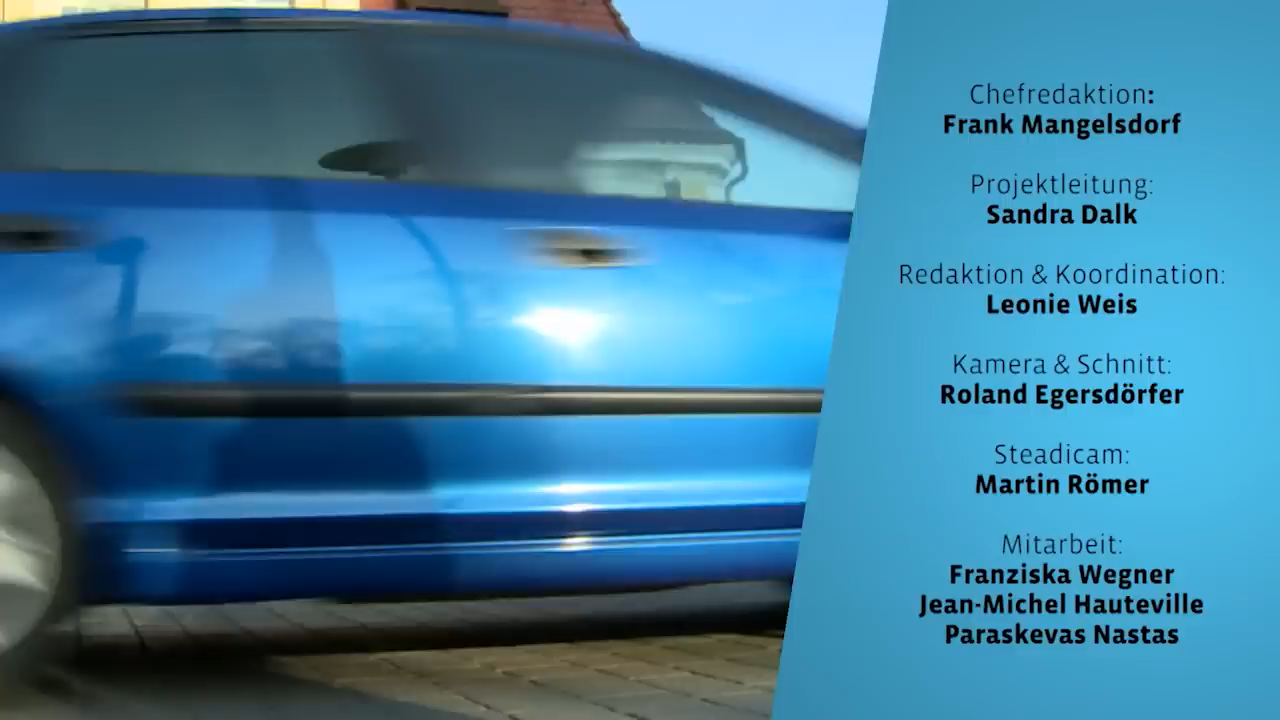 Chefredaktion:
Frank Mangelsdorf
Projektleitung:
Sandra Dalk
Redaktion & Koordination:
Leonie Weis
Kamera & Schnitt:
Roland Egersdörfer
Steadicam:
Martin Römer
Mitarbeit:
Franziska Wegner
Jean-Michel Hauteville
Paraskevas Nastas